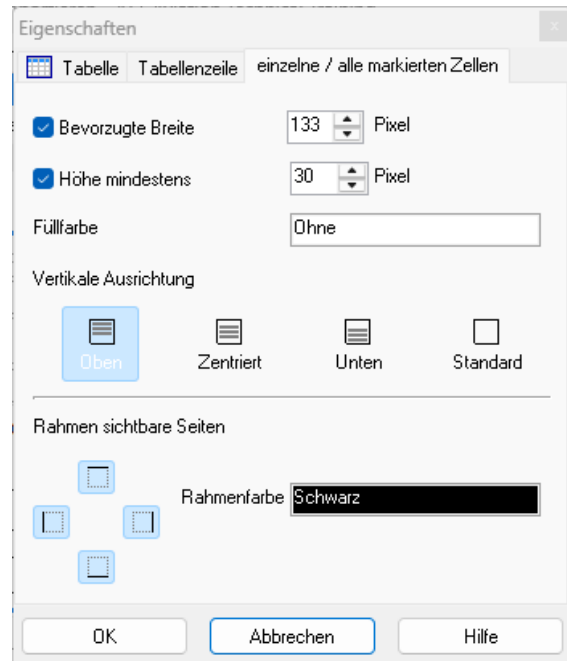 Eigenschaften
Tabelle Tabellenzeile einzelne / alle markierten Zellen
Bevorzugte Breite 133 Pixel
Höhe mindestens 30 Pixel
Füllfarbe Ohne
Vertikale Ausrichtung
Oben Zentriert Unten Standard
Rahmen sichtbare Seiten
Rahmenfarbe Schwarz
OK Abbrechen Hilfe